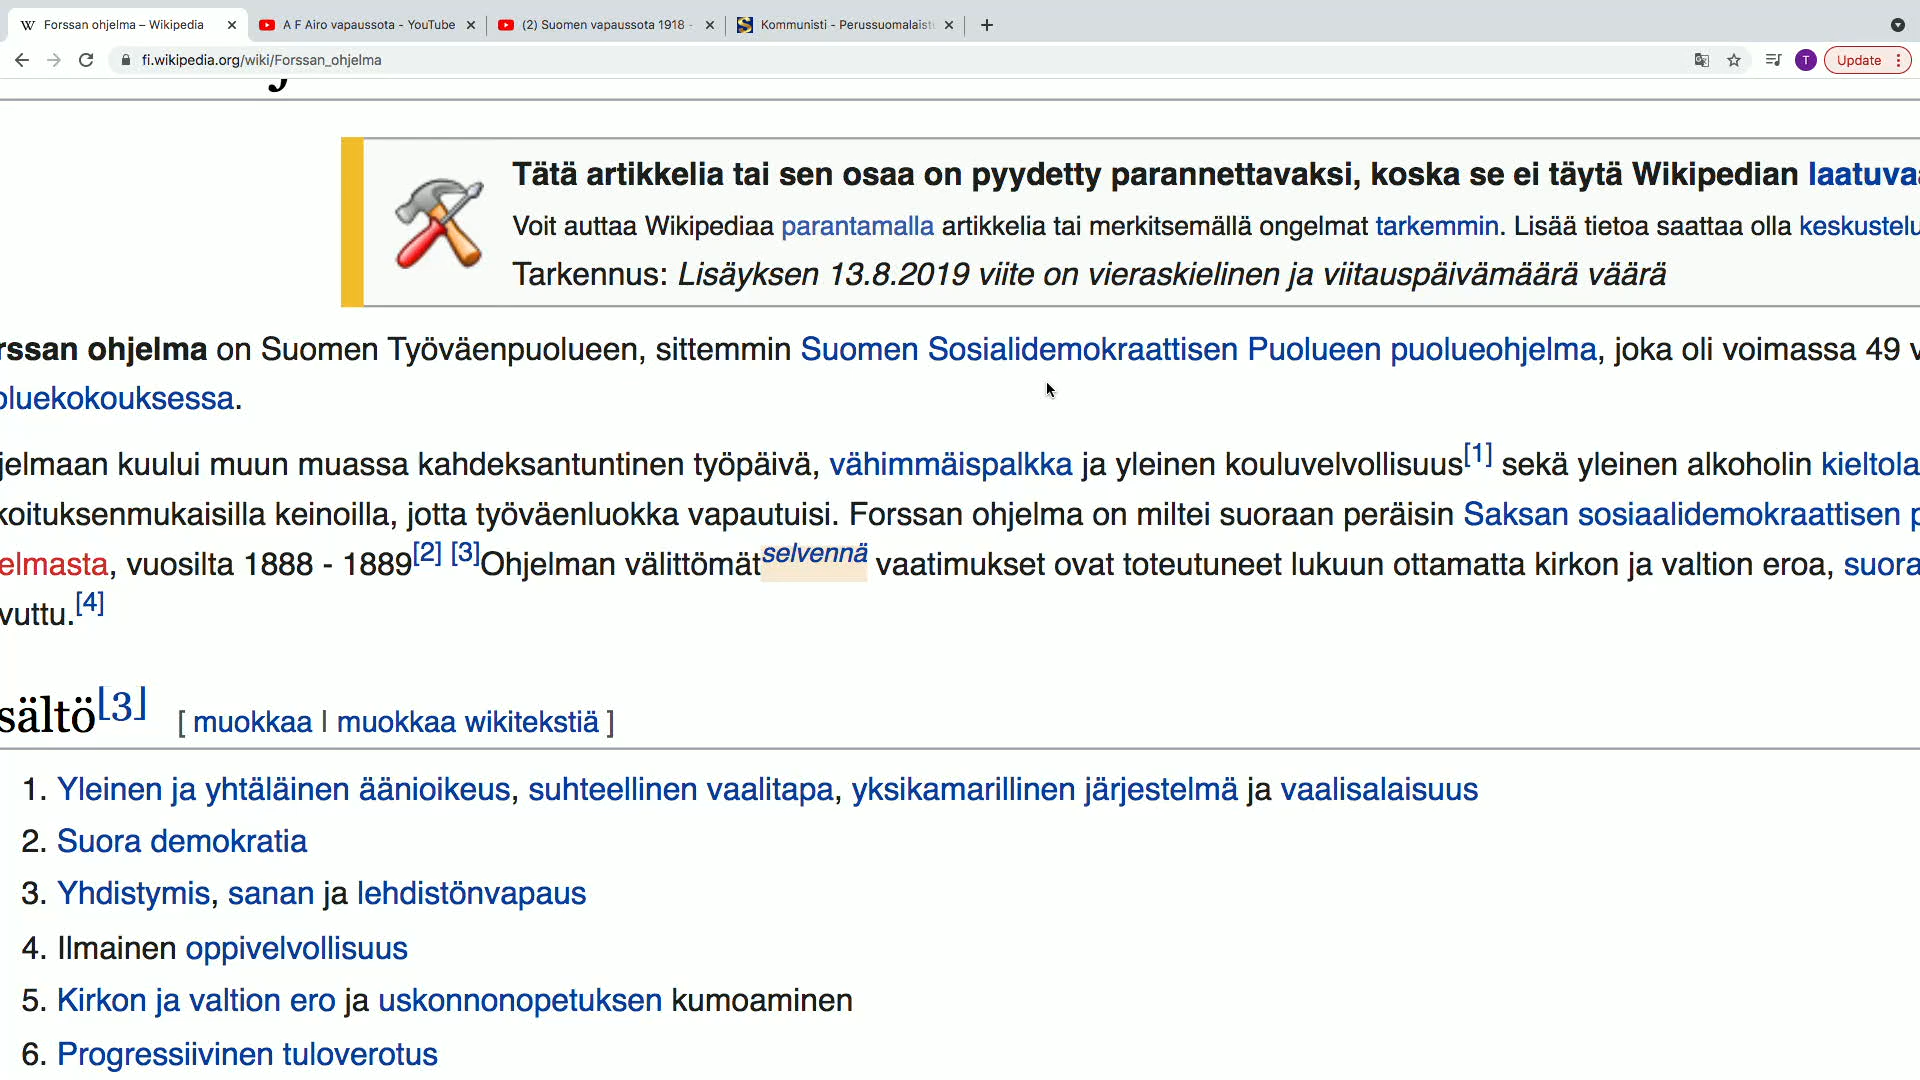 Forssan ohjelma – Wikipedia
A F Airo vapaussota - YouTube
(2) Suomen vapaussota 1918 -
Kommunisti - Perussuomalaist
fi.wikipedia.org/wiki/Forssan_ohjelma
T
Update
Tätä artikkelia tai sen osaa on pyydetty parannettavaksi, koska se ei täytä Wikipedian laatuva
Voit auttaa Wikipediaa parantamalla artikkelia tai merkitsemällä ongelmat tarkemmin. Lisää tietoa saattaa olla keskustelu
Tarkennus: Lisäyksen 13.8.2019 viite on vieraskielinen ja viitauspäivämäärä väärä
rssan ohjelma on Suomen Työväenpuolueen, sittemmin Suomen Sosialidemokraattisen Puolueen puolueohjelma, joka oli voimassa 49 v
oluekokouksessa.
jelmaan kuului muun muassa kahdeksantuntinen työpäivä, vähimmäispalkka ja yleinen kouluvelvollisuus[1] sekä yleinen alkoholin kieltola
koituksenmukaisilla keinoilla, jotta työväenluokka vapautuisi. Forssan ohjelma on miltei suoraan peräisin Saksan sosiaalidemokraattisen p
elmasta, vuosilta 1888 - 1889[2] [3]Ohjelman välittömätselvennä vaatimukset ovat toteutuneet lukuun ottamatta kirkon ja valtion eroa, suora
vuttu.[4]
sältö[3] [ muokkaa | muokkaa wikitekstiä ]
1. Yleinen ja yhtäläinen äänioikeus, suhteellinen vaalitapa, yksikamarillinen järjestelmä ja vaalisalaisuus
2. Suora demokratia
3. Yhdistymis, sanan ja lehdistönvapaus
4. Ilmainen oppivelvollisuus
5. Kirkon ja valtion ero ja uskonnonopetuksen kumoaminen
6. Progressiivinen tuloverotus